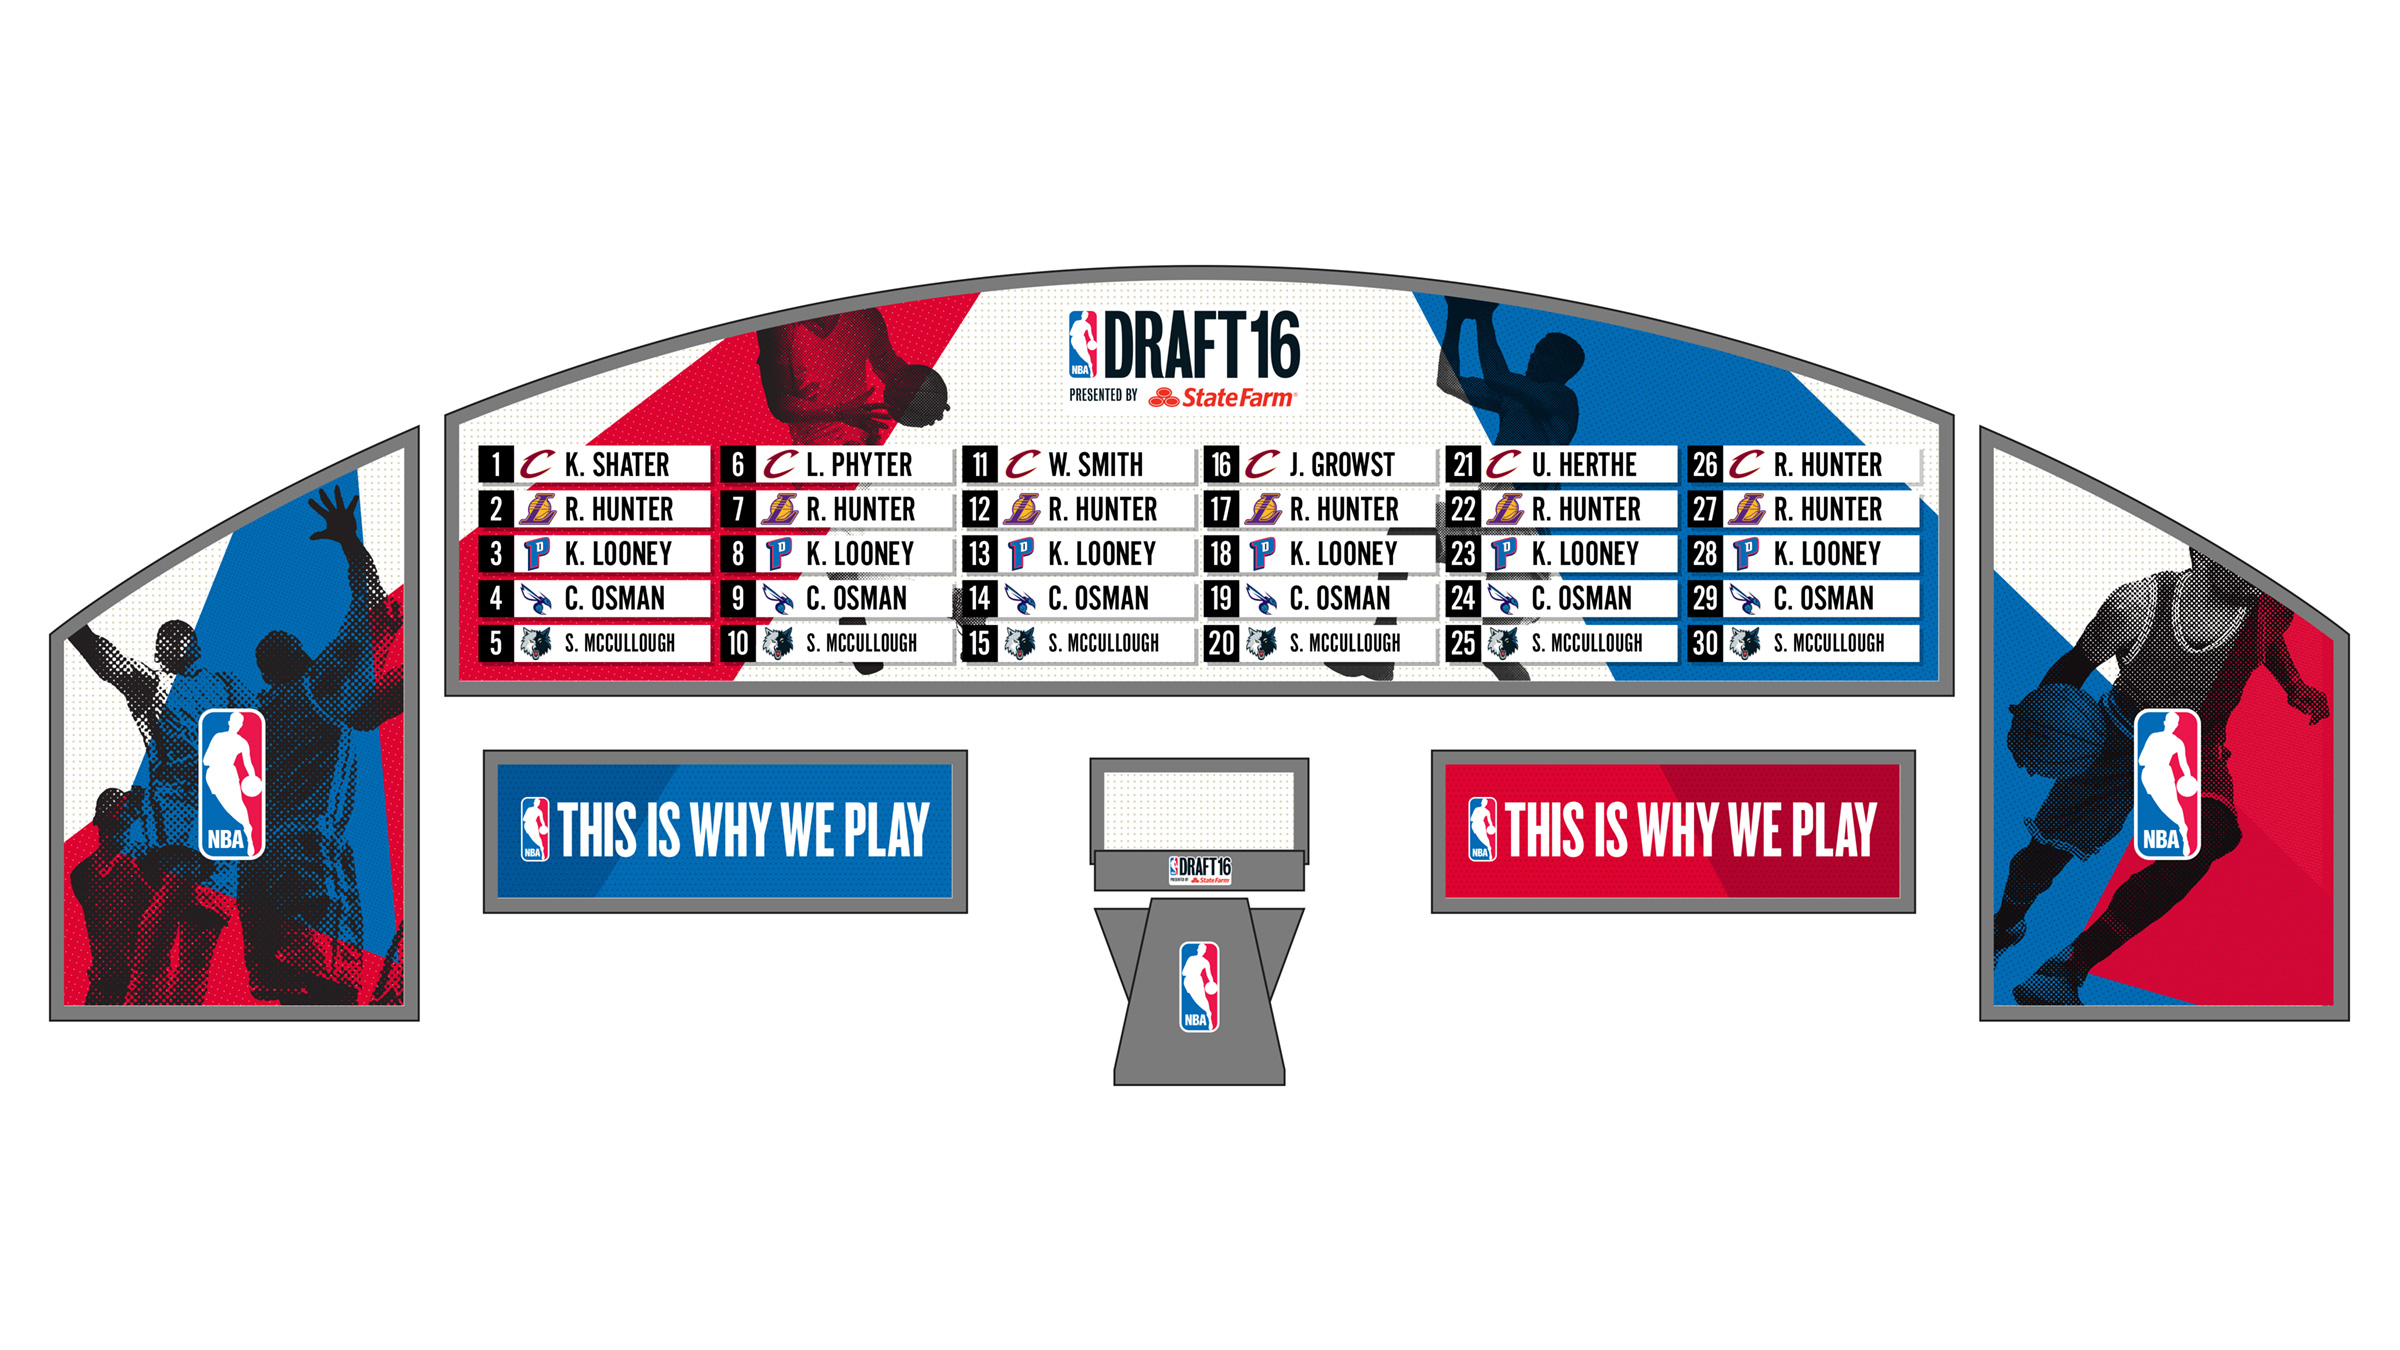 DRAFT16
NBA
PRESENTED BY StateFarm
1 C K. SHATER
2 L R. HUNTER
3 P K. LOONEY
4 C. OSMAN
5 S. MCCULLOUGH
6 C L. PHYTER
7 L R. HUNTER
8 P K. LOONEY
9 C. OSMAN
10 S. MCCULLOUGH
11 C W. SMITH
12 L R. HUNTER
13 P K. LOONEY
14 C. OSMAN
15 S. MCCULLOUGH
16 C J. GROWST
17 L R. HUNTER
18 P K. LOONEY
19 C. OSMAN
20 S. MCCULLOUGH
21 C U. HERTHE
22 L R. HUNTER
23 P K. LOONEY
24 C. OSMAN
25 S. MCCULLOUGH
26 C R. HUNTER
27 L R. HUNTER
28 P K. LOONEY
29 C. OSMAN
30 S. MCCULLOUGH
NBA
NBA THIS IS WHY WE PLAY
DRAFT16
PRESENTED BY StateFarm
NBA
NBA THIS IS WHY WE PLAY
NBA